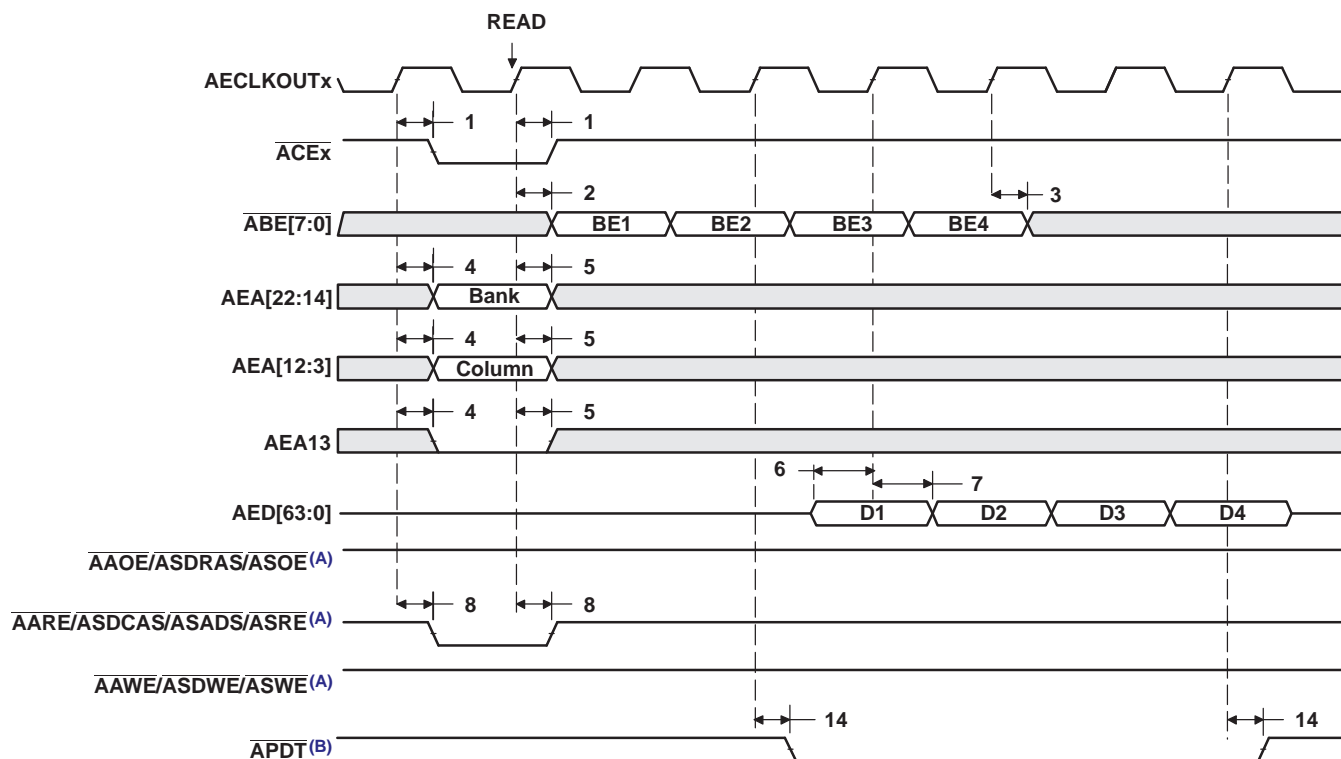 READ
AECLKOUTx
1 1
ACEx
2 3
ABE[7:0] BE1 BE2 BE3 BE4
4 5
AEA[22:14] Bank
4 5
AEA[12:3] Column
4 5
AEA13
6 7
AED[63:0] D1 D2 D3 D4
AAOE/ASDRAS/ASOE(A)
8 8
AARE/ASDCAS/ASADS/ASRE(A)
AAWE/ASDWE/ASWE(A)
14 14
APDT(B)